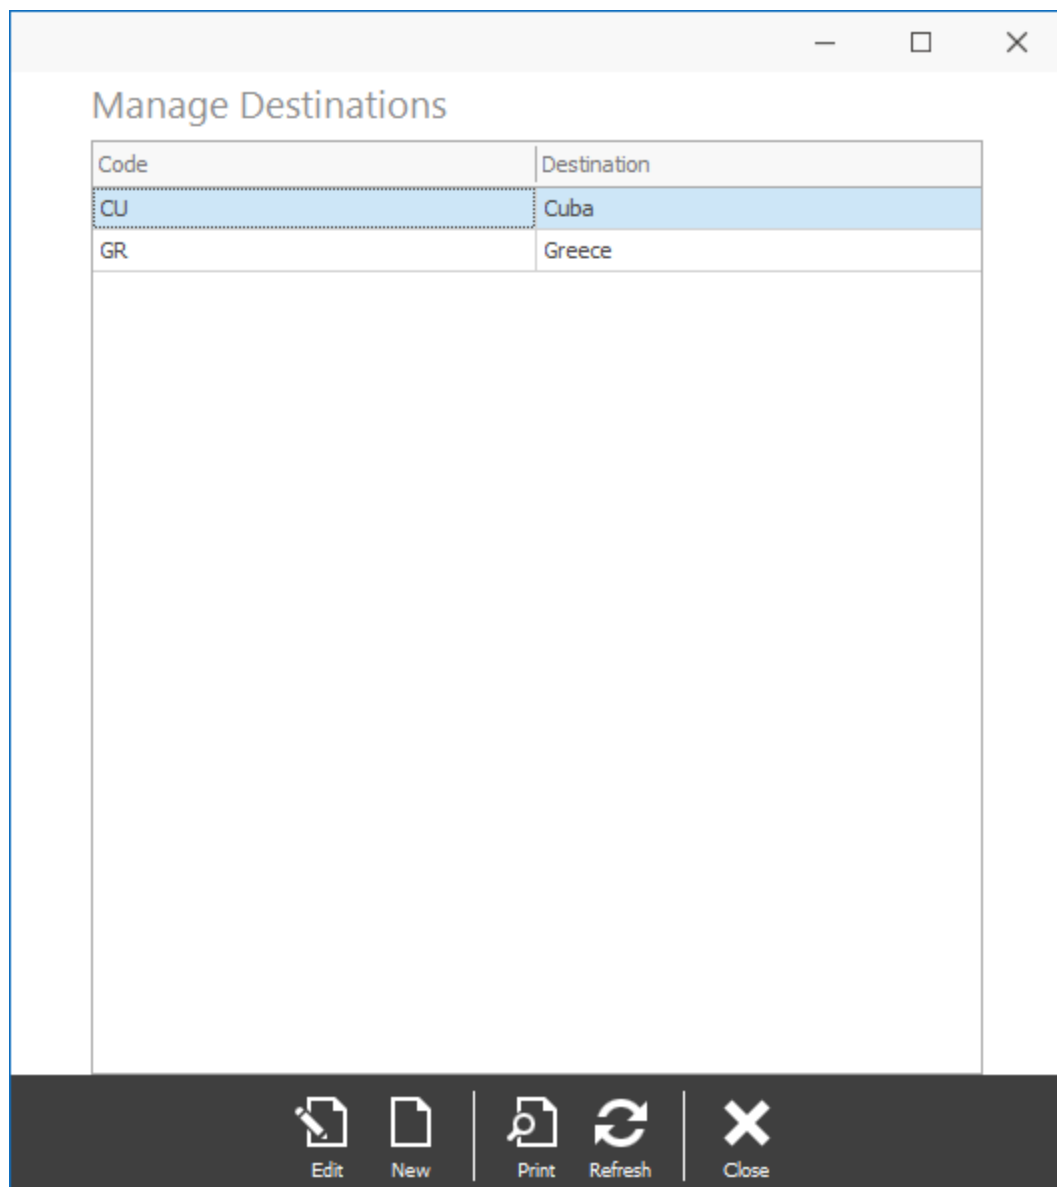 Manage Destinations
Code Destination
CU Cuba
GR Greece
Edit New Print Refresh Close